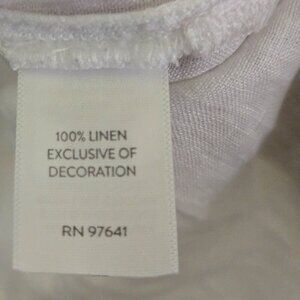 100% LINEN
EXCLUSIVE OF
DECORATION
RN 97641